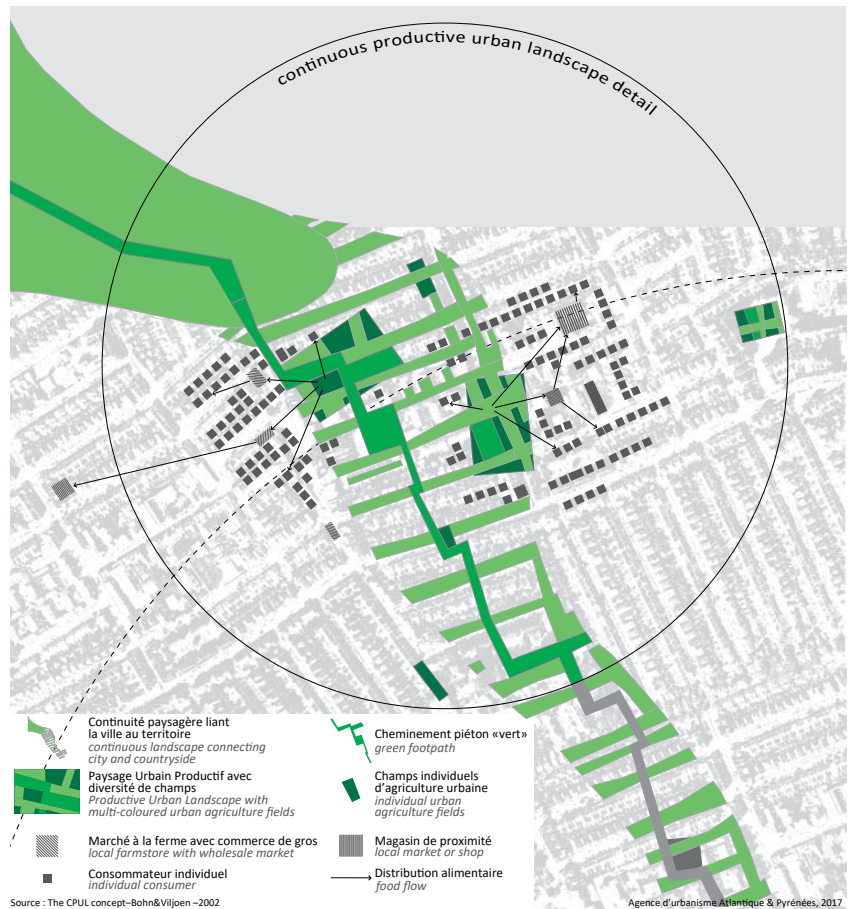 continuous productive urban landscape detail
Continuité paysagère liant
la ville au territoire
continuous landscape connecting
city and countryside
Cheminement piéton «vert»
green footpath
Paysage Urbain Productif avec
diversité de champs
Productive Urban Landscape with
multi-coloured urban agriculture fields
Champs individuels
d'agriculture urbaine
individual urban
agriculture fields
Marché à la ferme avec commerce de gros
local farmstore with wholesale market
Magasin de proximité
local market or shop
Consommateur individuel
individual consumer
Distribution alimentaire
food flow
Source : The CPUL concept–Bohn&Viljoen –2002
Agence d'urbanisme Atlantique & Pyrénées, 2017